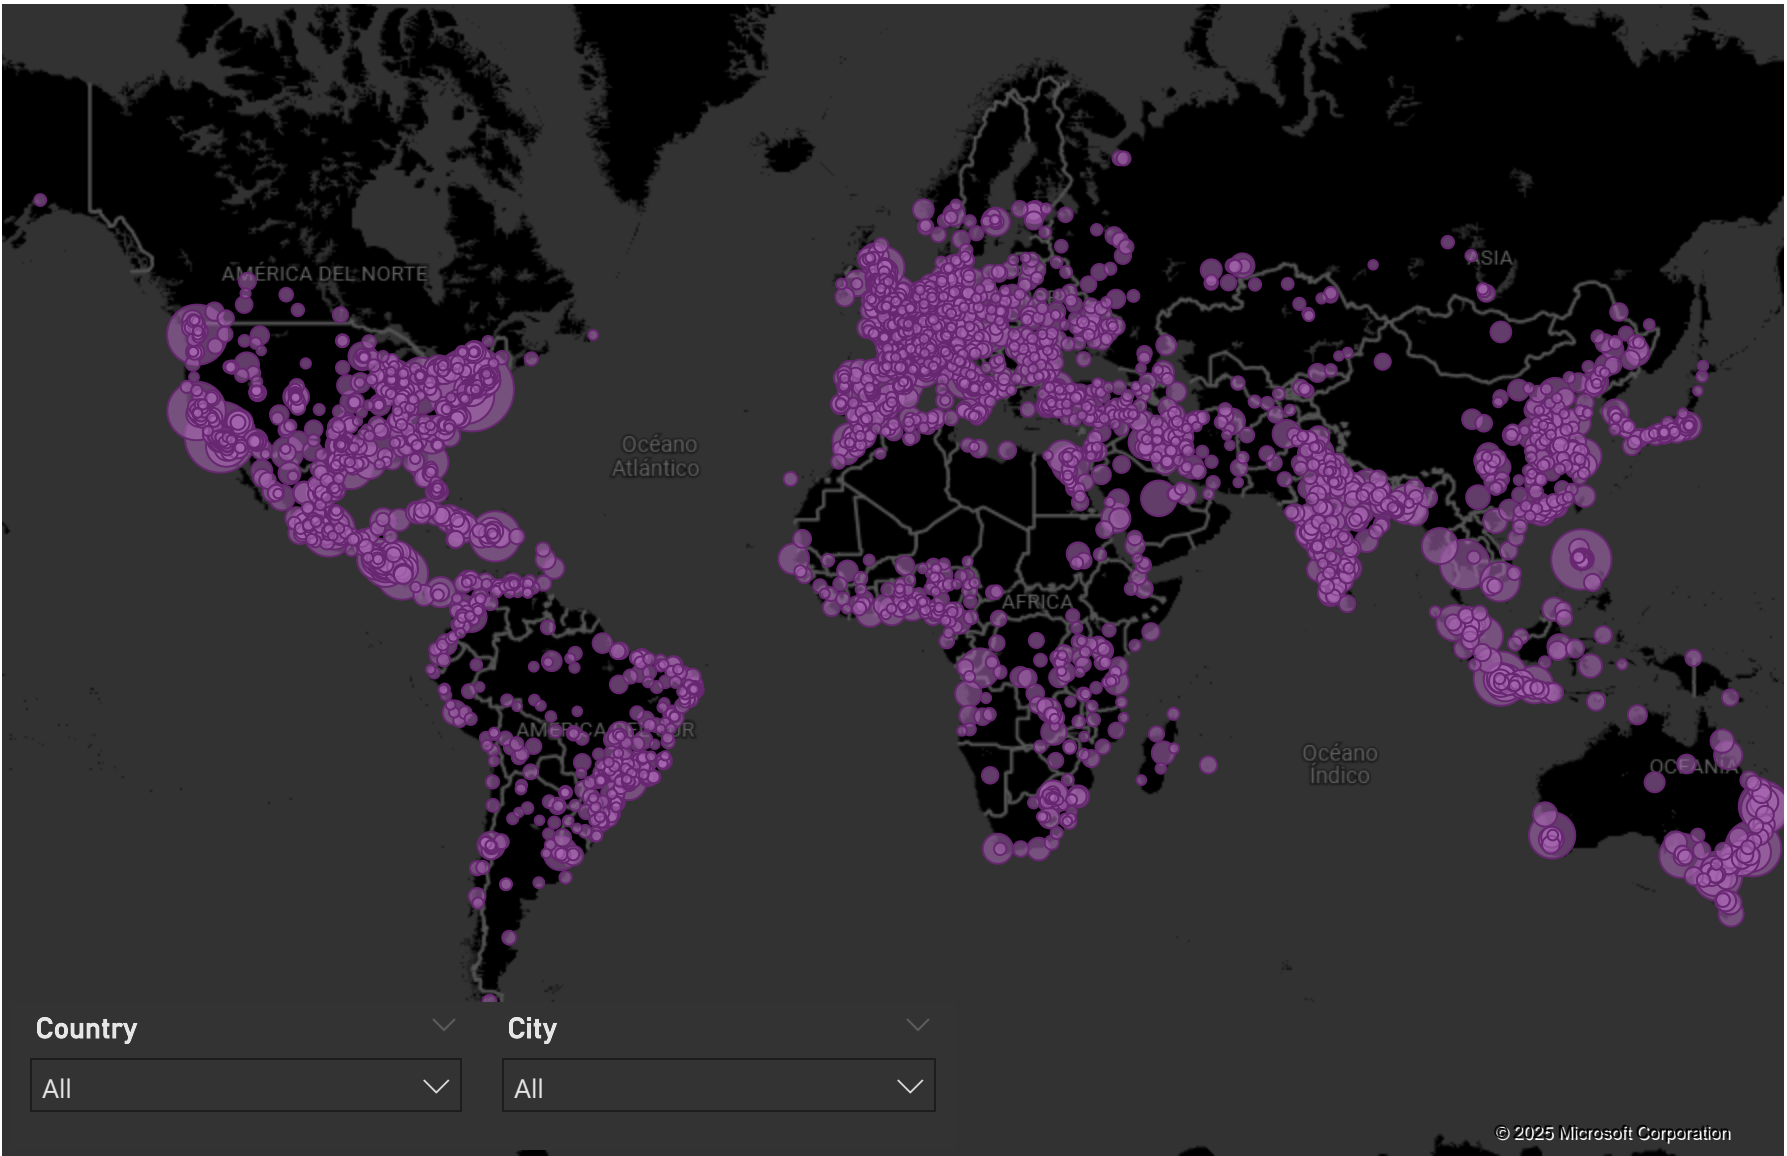 AMÉRICA DEL NORTE
ASIA
Océano
Atlántico
AFRICA
Océano
Índico
OCEANÍA
Country
City
All
All
© 2025 Microsoft Corporation